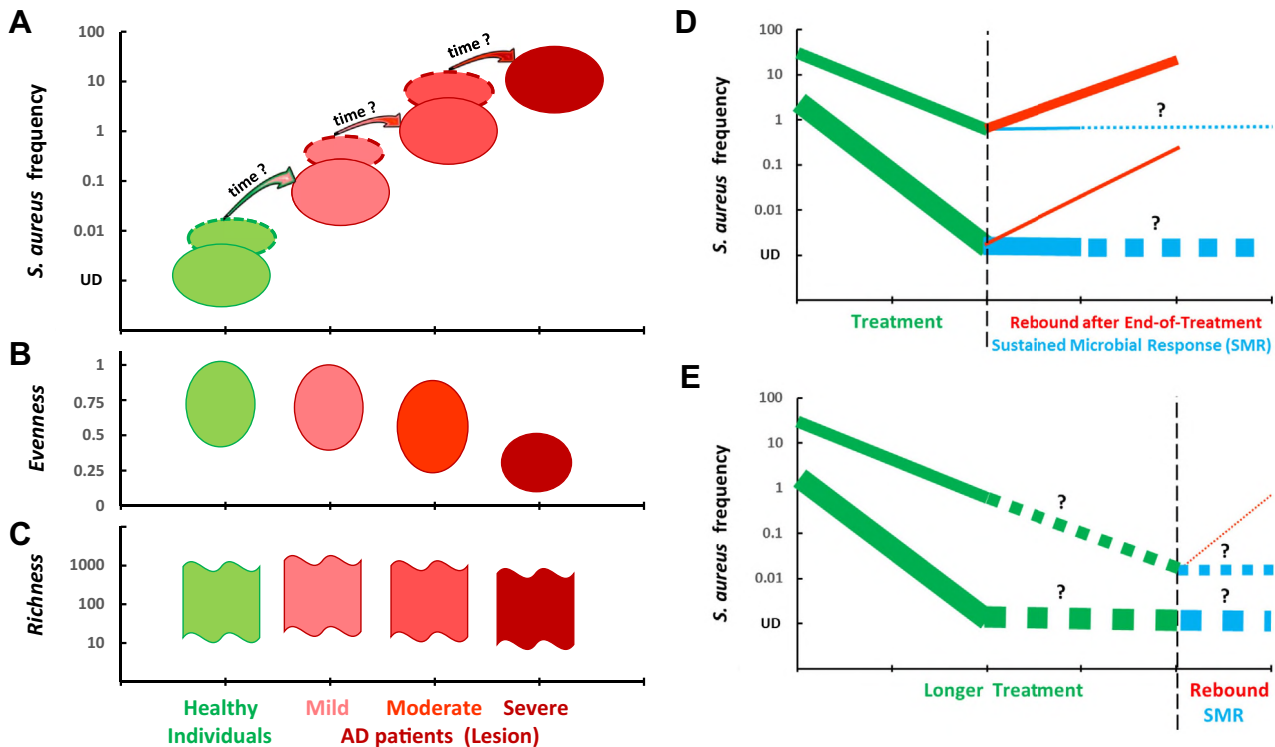 A
S. aureus frequency
100
10
1
0.1
0.01
UD
time ?
time ?
time ?
B
Evenness
1
0.75
0.5
0.25
0
C
Richness
1000
100
10
Healthy Individuals
Mild
Moderate
Severe
AD patients (Lesion)
D
S. aureus frequency
100
10
1
0.1
0.01
UD
?
?
Treatment
Rebound after End-of-Treatment
Sustained Microbial Response (SMR)
E
S. aureus frequency
100
10
1
0.1
0.01
UD
?
?
?
?
Longer Treatment
Rebound
SMR